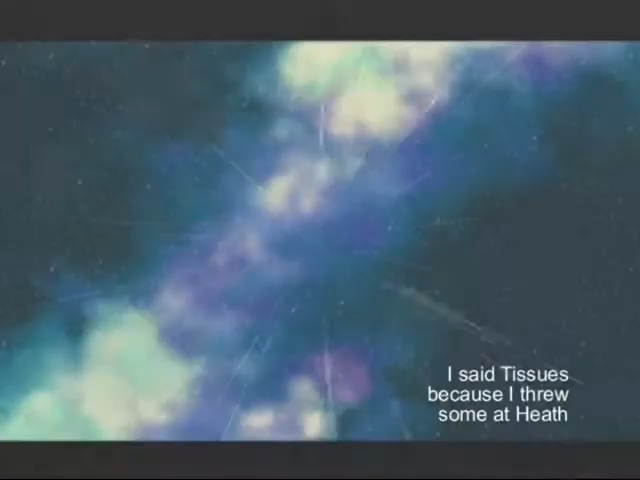 I said Tissues
because I threw
some at Heath